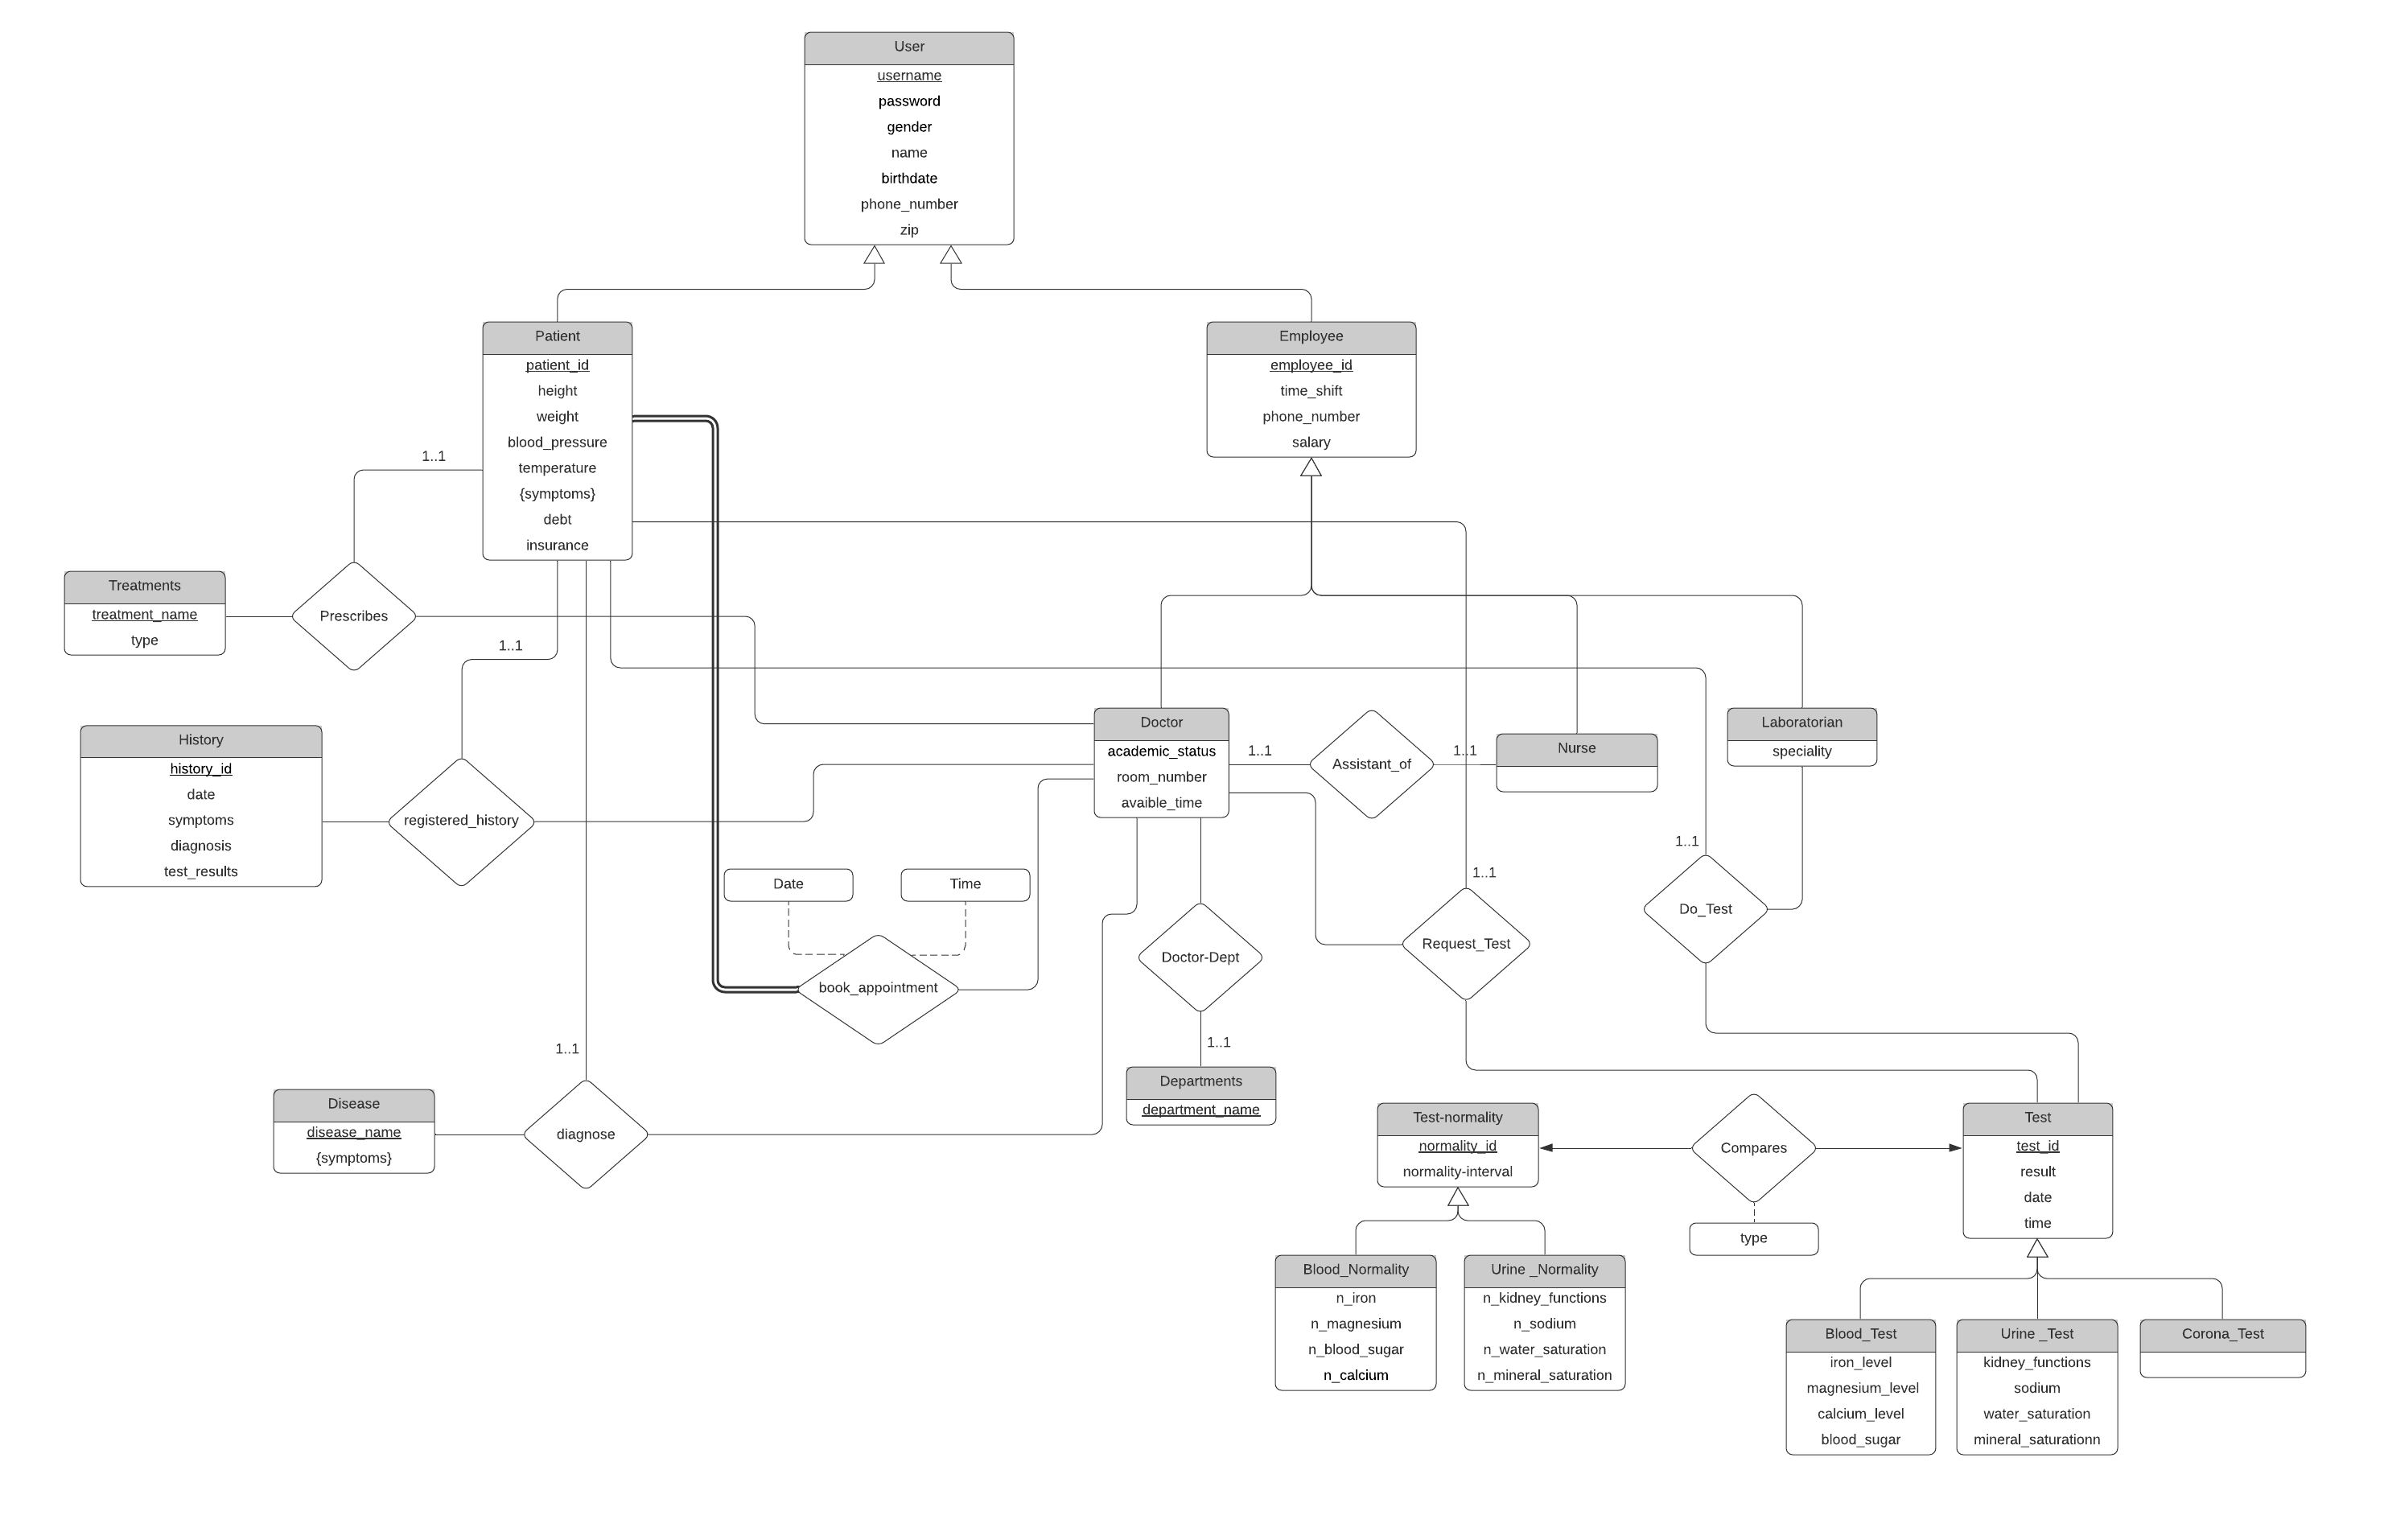 User
username
password
gender
name
birthdate
phone_number
zip
Patient
patient_id
height
weight
blood_pressure
temperature
{symptoms}
debt
insurance
Employee
employee_id
time_shift
phone_number
salary
1..1
Treatments
treatment_name
type
Prescribes
1..1
History
history_id
date
symptoms
diagnosis
test_results
registered_history
Doctor
academic_status
room_number
avaible_time
1..1
Assistant_of
1..1
Nurse
Laboratorian
speciality
Date
Time
book_appointment
Doctor-Dept
1..1
Request_Test
1..1
Do_Test
1..1
Departments
department_name
1..1
Disease
disease_name
{symptoms}
diagnose
Test-normality
normality_id
normality-interval
Compares
type
Test
test_id
result
date
time
Blood_Normality
n_iron
n_magnesium
n_blood_sugar
n_calcium
Urine _Normality
n_kidney_functions
n_sodium
n_water_saturation
n_mineral_saturation
Blood_Test
iron_level
magnesium_level
calcium_level
blood_sugar
Urine _Test
kidney_functions
sodium
water_saturation
mineral_saturationn
Corona_Test